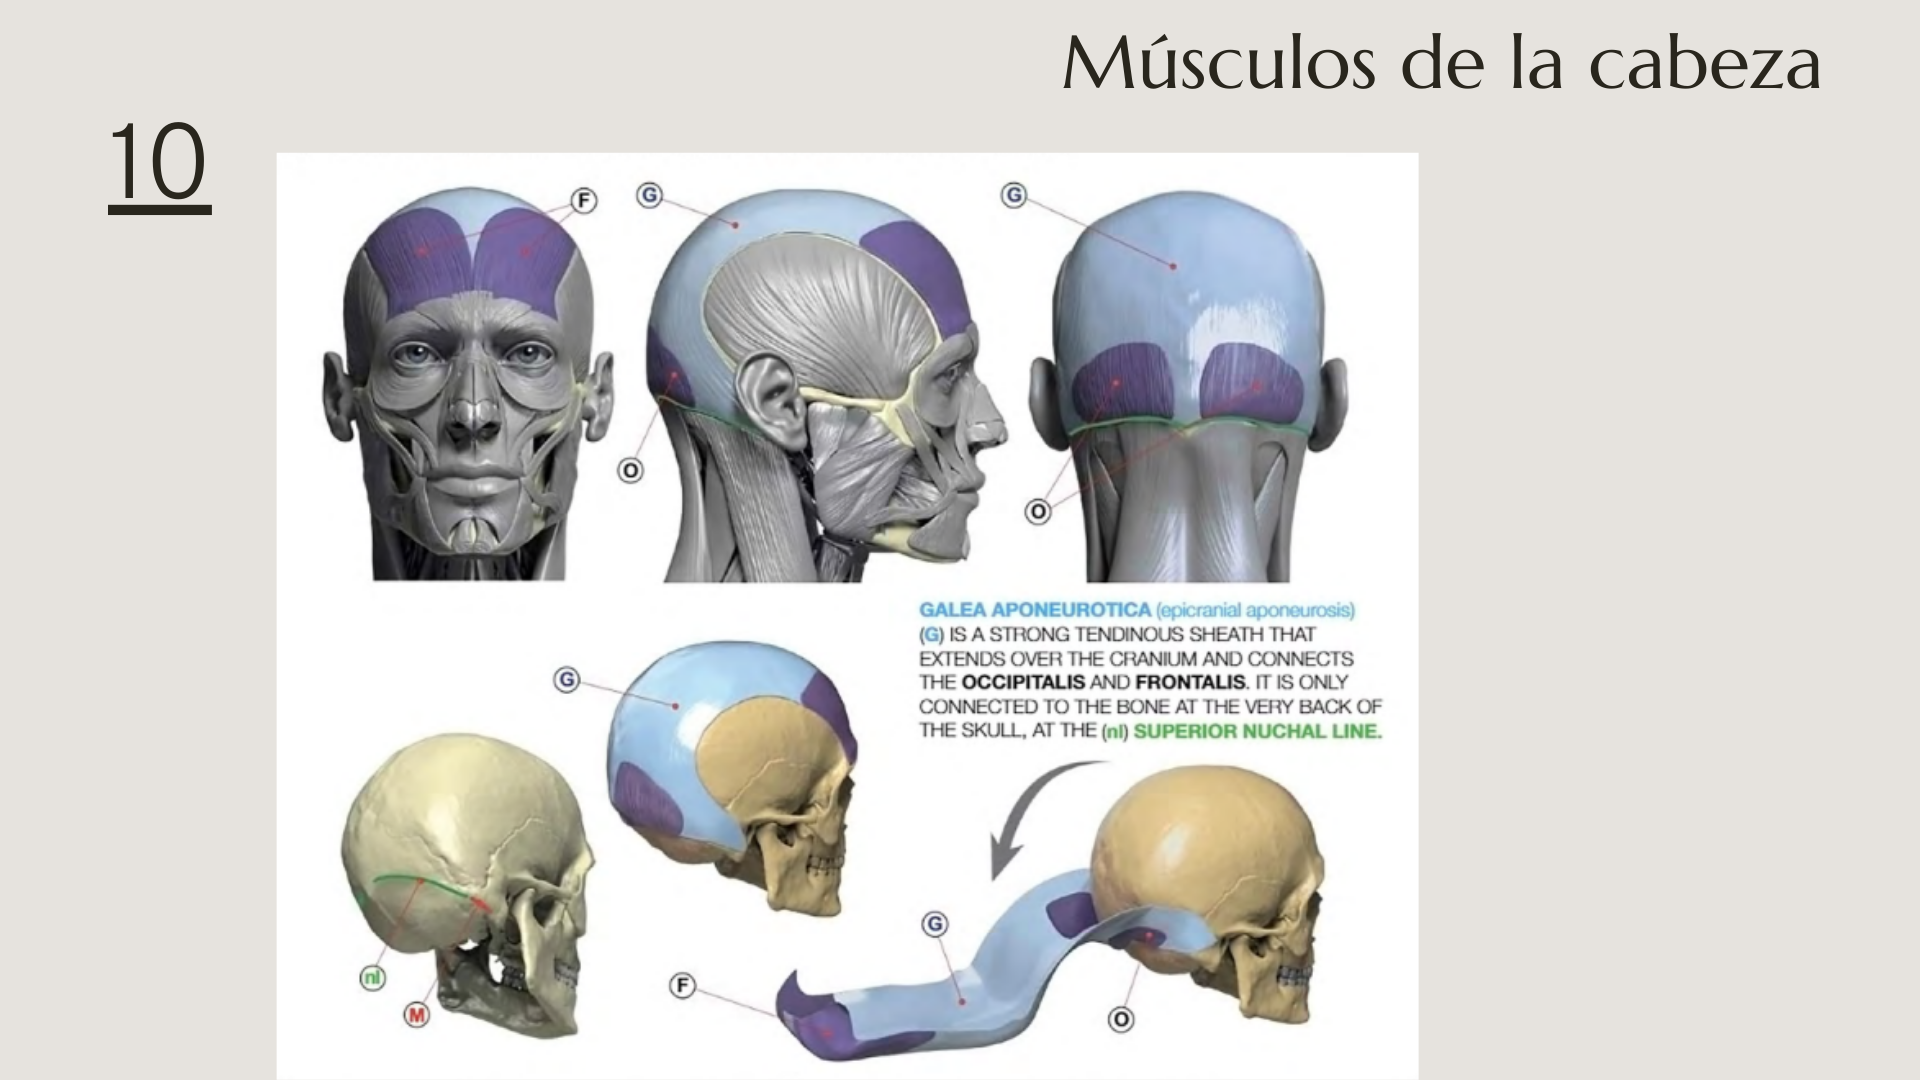 Músculos de la cabeza
10
F
G
G
O
O
GALEA APONEUROTICA (epicranial aponeurosis)
(G) IS A STRONG TENDINOUS SHEATH THAT
EXTENDS OVER THE CRANIUM AND CONNECTS
THE OCCIPITALIS AND FRONTALIS. IT IS ONLY
CONNECTED TO THE BONE AT THE VERY BACK OF
THE SKULL, AT THE (nl) SUPERIOR NUCHAL LINE.
G
G
nl
F
M
O